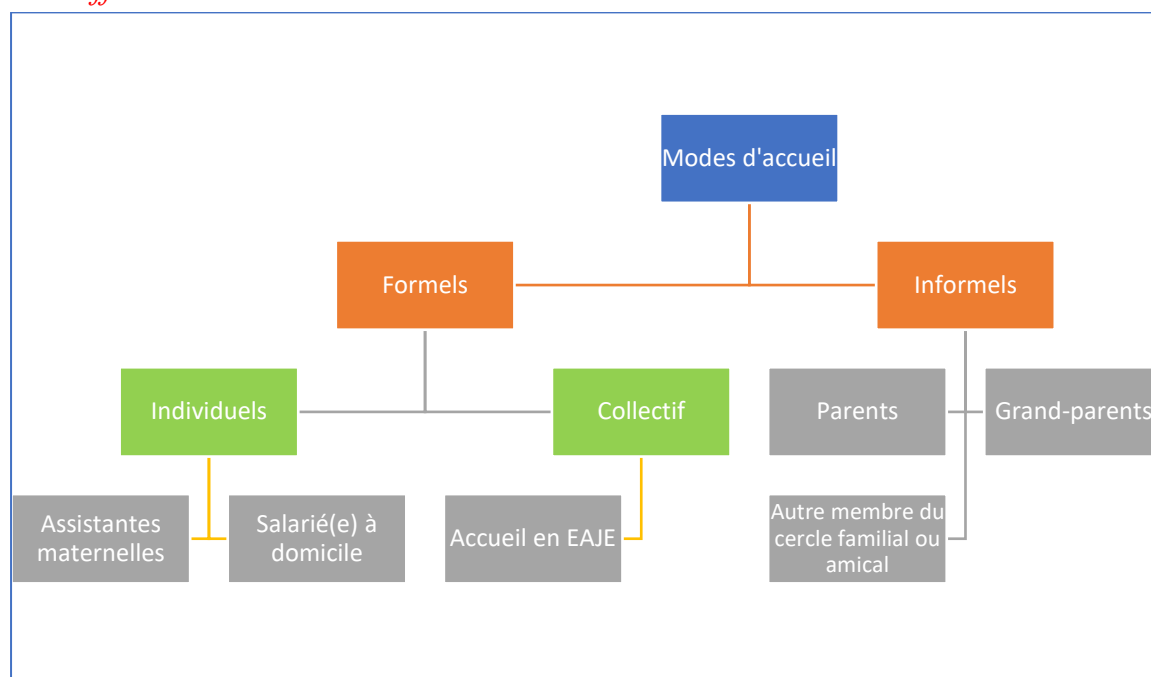 Modes d'accueil
Formels
Informels
Individuels
Collectif
Parents
Grand-parents
Assistantes
maternelles
Salarié(e) à
domicile
Accueil en EAJE
Autre membre du
cercle familial ou
amical